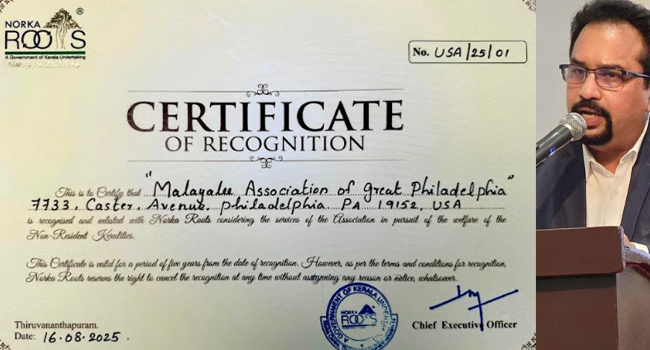 NORKA
ROOTS
®
A Government of Kerala Undertaking
No. USA/25/01
CERTIFICATE
OF RECOGNITION
This is to Certify that "Malayalee Association of great Philadelphia"
7733, Caster, Avenue, Philadelphia PA 19152, USA
is recognised and enlisted with Norka Roots considering the services of the Association in pursuit of the welfare of the
Non-Resident Keralities.
This Certificate is valid for a period of five years from the date of recognition. However, as per the terms and conditions for recognition,
Norka Roots reserves the right to cancel the recognition at any time without assigning any reason or notice, whatsoever.
NORKA
ROOTS
Thiruvananthapuram.
Date: 16.08.2025.
Chief Executive Officer